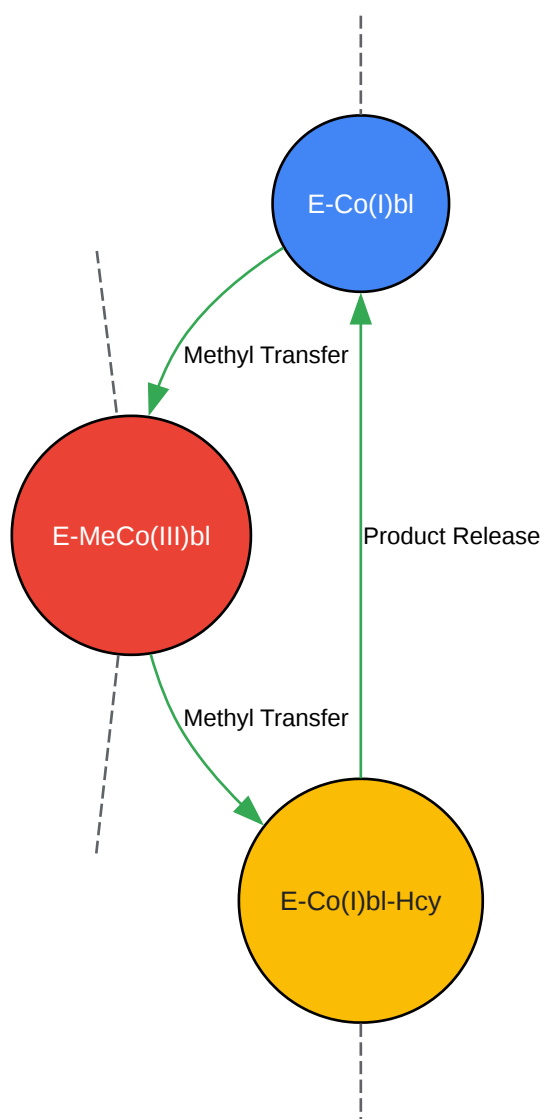 E-Co(I)bl
Methyl Transfer
E-MeCo(III)bl
Product Release
Methyl Transfer
E-Co(I)bl-Hcy